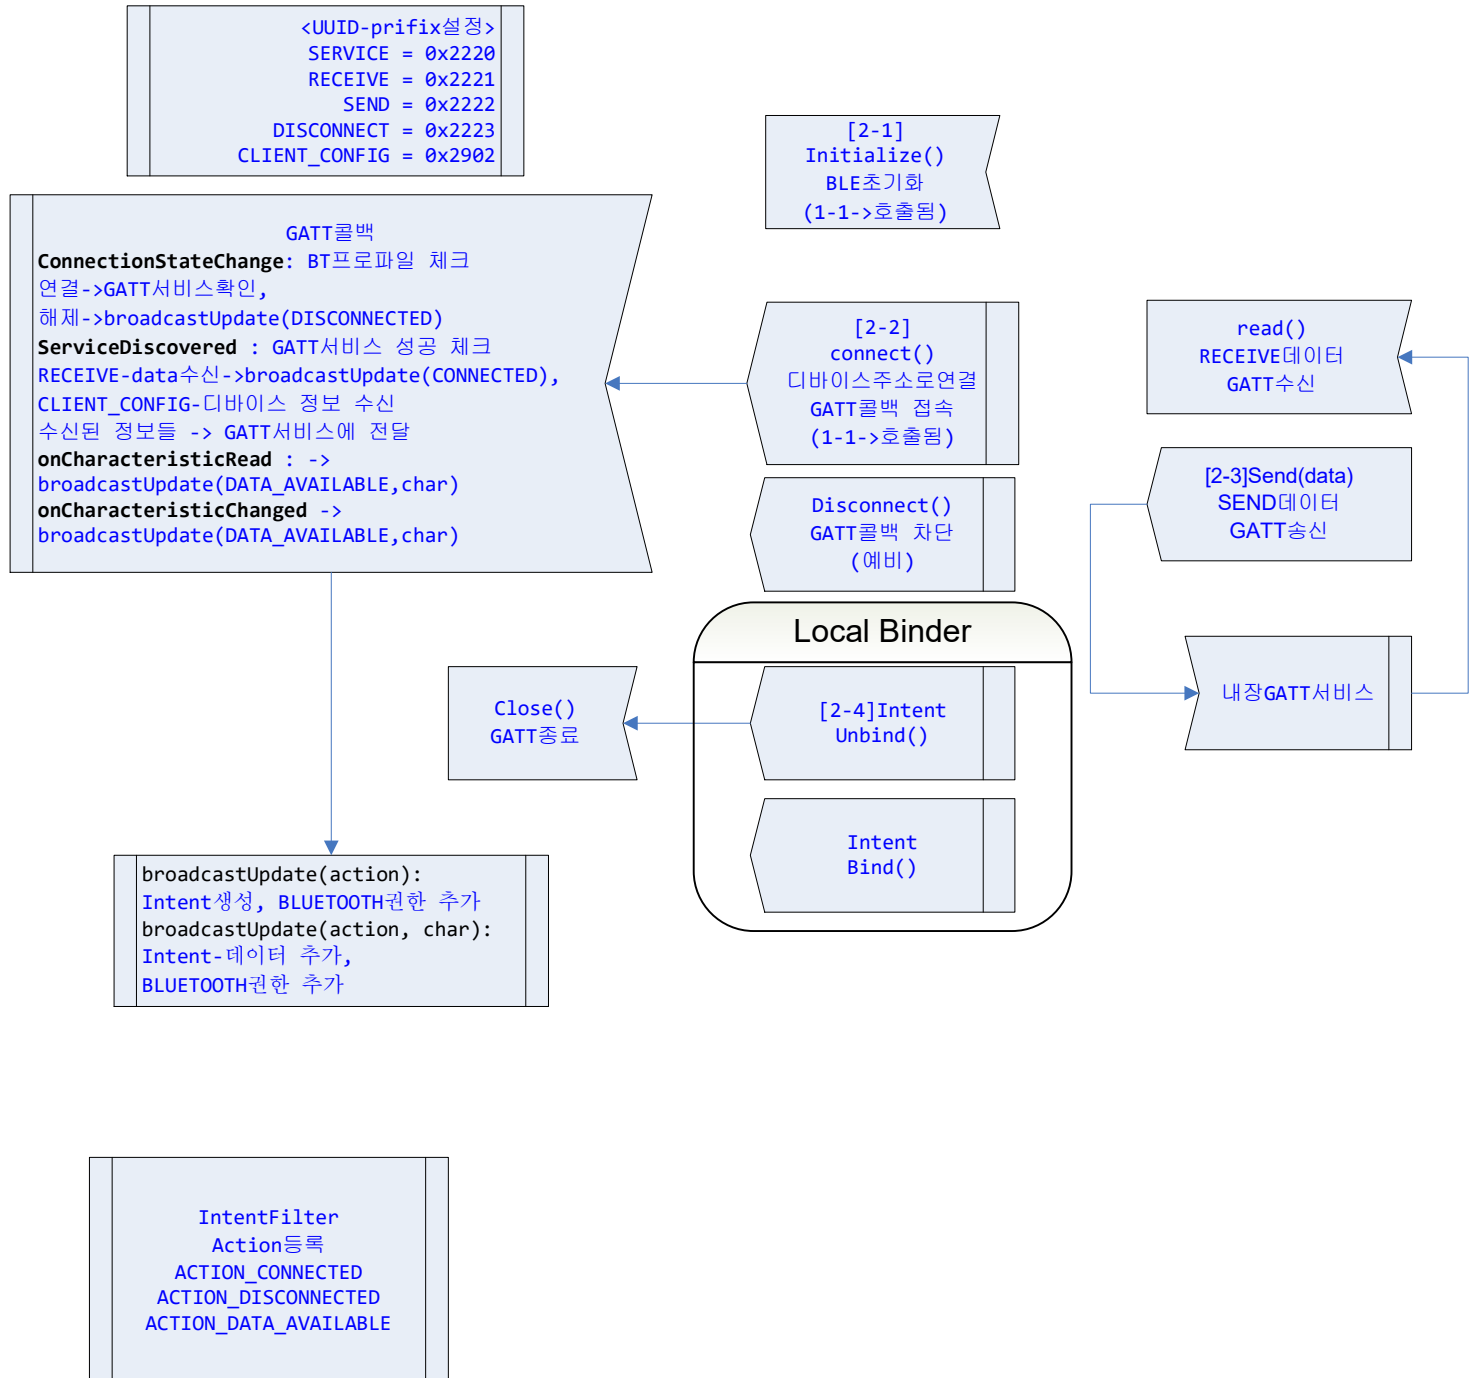 <UUID-prifix설정>
SERVICE = 0x2220
RECEIVE = 0x2221
SEND = 0x2222
DISCONNECT = 0x2223
CLIENT_CONFIG = 0x2902
[2-1]
Initialize()
BLE초기화
(1-1->호출됨)
GATT콜백
ConnectionStateChange: BT프로파일 체크
연결->GATT서비스확인,
해제->broadcastUpdate(DISCONNECTED)
ServiceDiscovered : GATT서비스 성공 체크
RECEIVE-data수신->broadcastUpdate(CONNECTED),
CLIENT_CONFIG-디바이스 정보 수신
수신된 정보들 -> GATT서비스에 전달
onCharacteristicRead : ->
broadcastUpdate(DATA_AVAILABLE,char)
onCharacteristicChanged ->
broadcastUpdate(DATA_AVAILABLE,char)
[2-2]
connect()
디바이스주소로연결
GATT콜백 접속
(1-1->호출됨)
read()
RECEIVE데이터
GATT수신
[2-3]Send(data)
SEND데이터
GATT송신
Disconnect()
GATT콜백 차단
(예비)
Local Binder
Close()
GATT종료
[2-4]Intent
Unbind()
내장GATT서비스
Intent
Bind()
broadcastUpdate(action):
Intent생성, BLUETOOTH권한 추가
broadcastUpdate(action, char):
Intent-데이터 추가,
BLUETOOTH권한 추가
IntentFilter
Action등록
ACTION_CONNECTED
ACTION_DISCONNECTED
ACTION_DATA_AVAILABLE